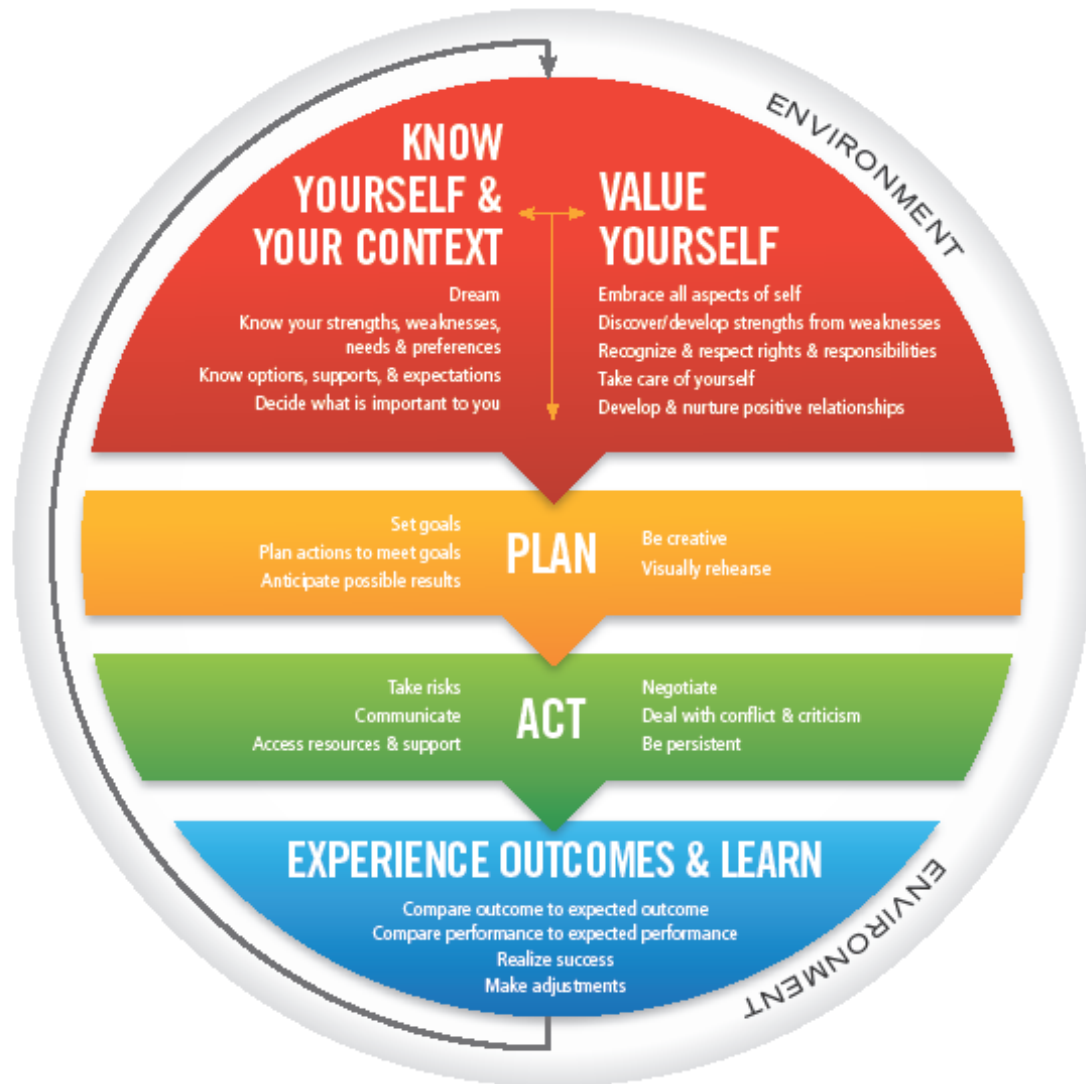 ENVIRONMENT
KNOW
YOURSELF &
YOUR CONTEXT
Dream
Know your strengths, weaknesses,
needs & preferences
Know options, supports, & expectations
Decide what is important to you
VALUE
YOURSELF
Embrace all aspects of self
Discover/develop strengths from weaknesses
Recognize & respect rights & responsibilities
Take care of yourself
Develop & nurture positive relationships
PLAN
Set goals
Plan actions to meet goals
Anticipate possible results
Be creative
Visually rehearse
ACT
Take risks
Communicate
Access resources & support
Negotiate
Deal with conflict & criticism
Be persistent
EXPERIENCE OUTCOMES & LEARN
Compare outcome to expected outcome
Compare performance to expected performance
Realize success
Make adjustments
ENVIRONMENT